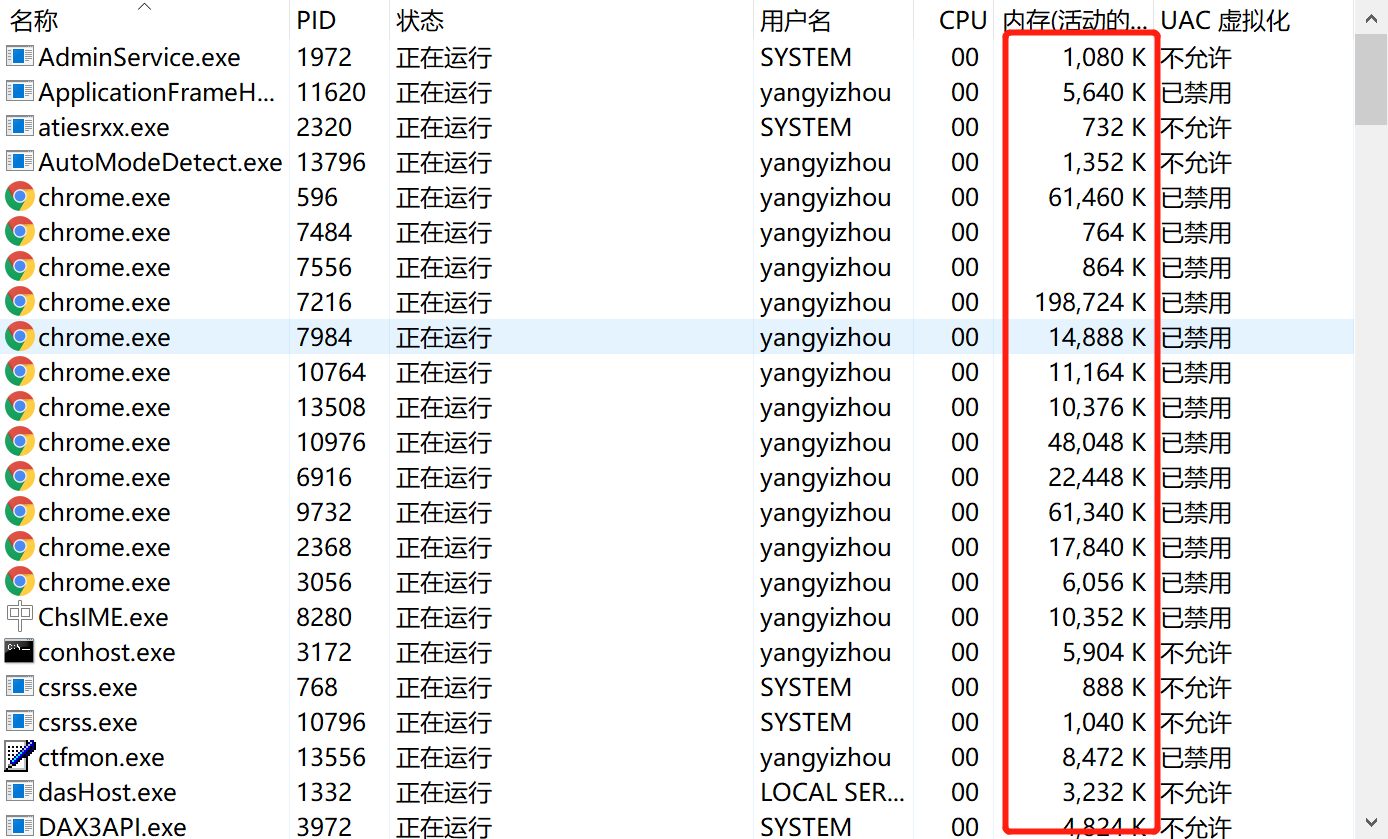 名称 PID 状态 用户名 CPU 内存(活动的... UAC 虚拟化
AdminService.exe 1972 正在运行 SYSTEM 00 1,080 K 不允许
ApplicationFrameH... 11620 正在运行 yangyizhou 00 5,640 K 已禁用
atiesrxx.exe 2320 正在运行 SYSTEM 00 732 K 不允许
AutoModeDetect.exe 13796 正在运行 yangyizhou 00 1,352 K 不允许
chrome.exe 596 正在运行 yangyizhou 00 61,460 K 已禁用
chrome.exe 7484 正在运行 yangyizhou 00 764 K 已禁用
chrome.exe 7556 正在运行 yangyizhou 00 864 K 已禁用
chrome.exe 7216 正在运行 yangyizhou 00 198,724 K 已禁用
chrome.exe 7984 正在运行 yangyizhou 00 14,888 K 已禁用
chrome.exe 10764 正在运行 yangyizhou 00 11,164 K 已禁用
chrome.exe 13508 正在运行 yangyizhou 00 10,376 K 已禁用
chrome.exe 10976 正在运行 yangyizhou 00 48,048 K 已禁用
chrome.exe 6916 正在运行 yangyizhou 00 22,448 K 已禁用
chrome.exe 9732 正在运行 yangyizhou 00 61,340 K 已禁用
chrome.exe 2368 正在运行 yangyizhou 00 17,840 K 已禁用
chrome.exe 3056 正在运行 yangyizhou 00 6,056 K 已禁用
ChsIME.exe 8280 正在运行 yangyizhou 00 10,352 K 已禁用
conhost.exe 3172 正在运行 yangyizhou 00 5,904 K 不允许
csrss.exe 768 正在运行 SYSTEM 00 888 K 不允许
csrss.exe 10796 正在运行 SYSTEM 00 1,040 K 不允许
ctfmon.exe 13556 正在运行 yangyizhou 00 8,472 K 已禁用
dasHost.exe 1332 正在运行 LOCAL SER... 00 3,232 K 不允许
DAX3API.exe 3972 正在运行 SYSTEM 00 4,824 K 不允许